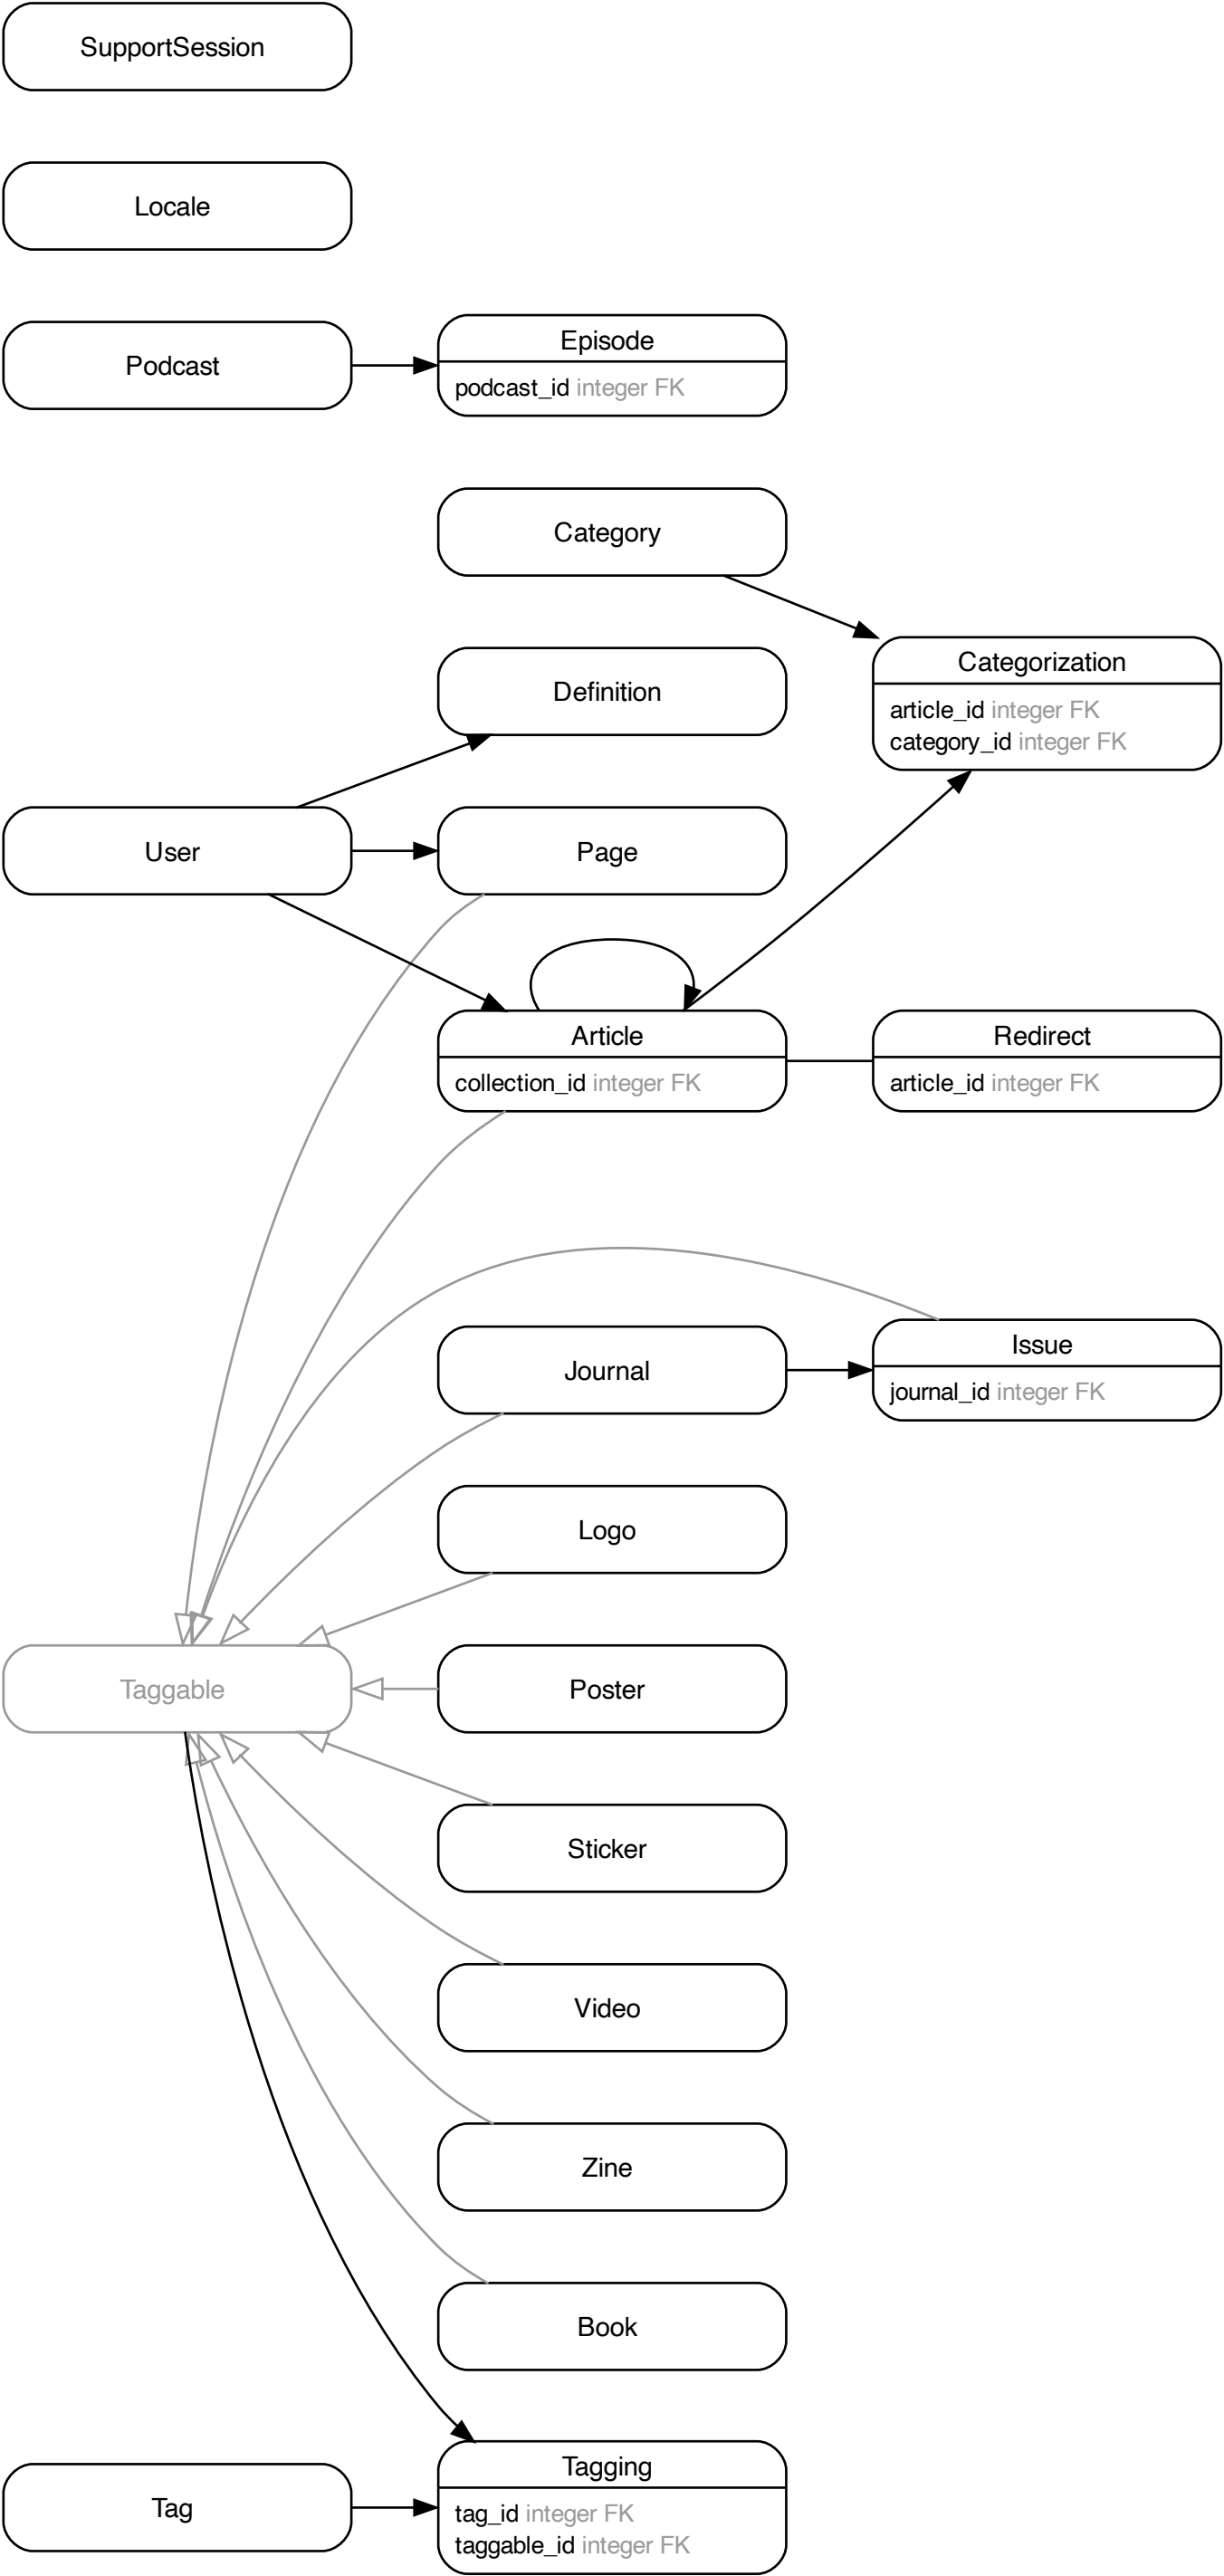 SupportSession
Locale
Podcast
Episode
podcast_id integer FK
Category
Categorization
article_id integer FK
category_id integer FK
Definition
User
Page
Article
collection_id integer FK
Redirect
article_id integer FK
Journal
Issue
journal_id integer FK
Logo
Taggable
Poster
Sticker
Video
Zine
Book
Tag
Tagging
tag_id integer FK
taggable_id integer FK